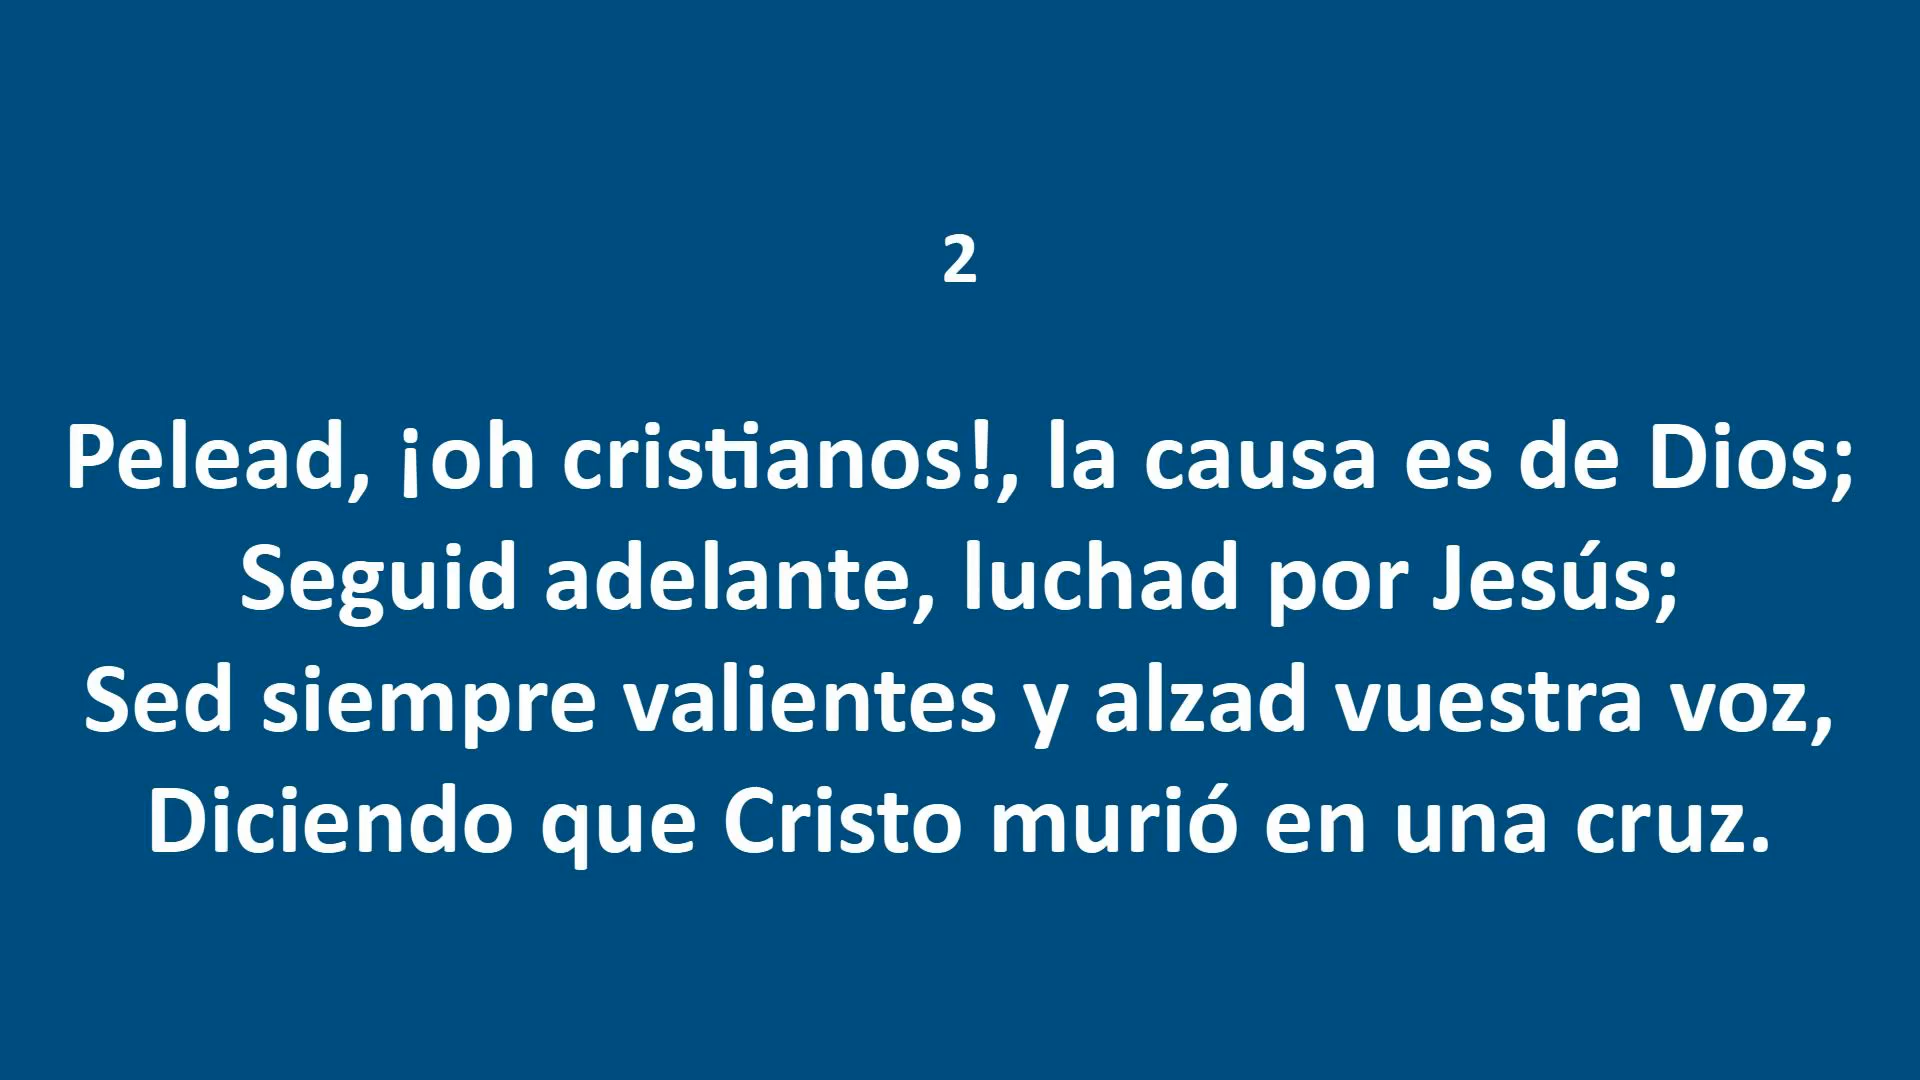 2
Pelead, ¡oh cristianos!, la causa es de Dios;
Seguid adelante, luchad por Jesús;
Sed siempre valientes y alzad vuestra voz,
Diciendo que Cristo murió en una cruz.